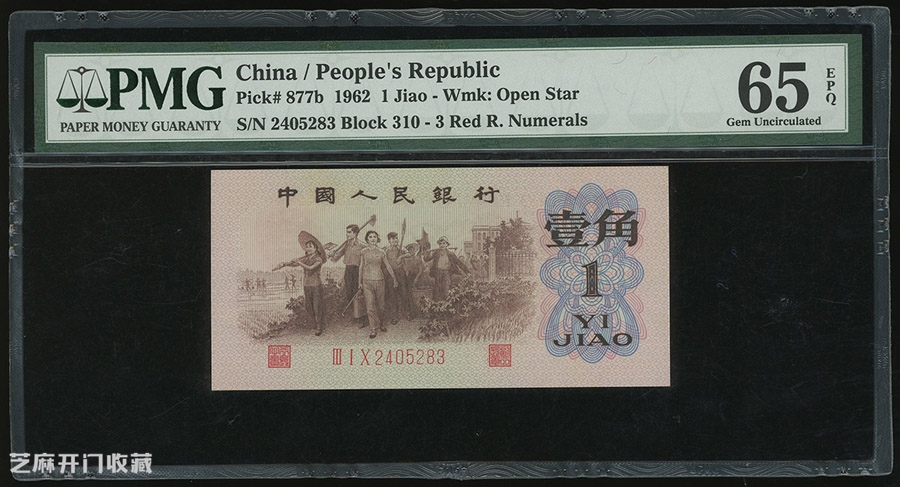 PMG
PAPER MONEY GUARANTY
China / People's Republic
Pick# 877b 1962 1 Jiao - Wmk: Open Star
S/N 2405283 Block 310 - 3 Red R. Numerals
65 EPQ
Gem Uncirculated
中國人民銀行
壹角
1
YI
JIAO
Ⅲ Ⅰ Ⅹ 2405283
芝麻开门收藏